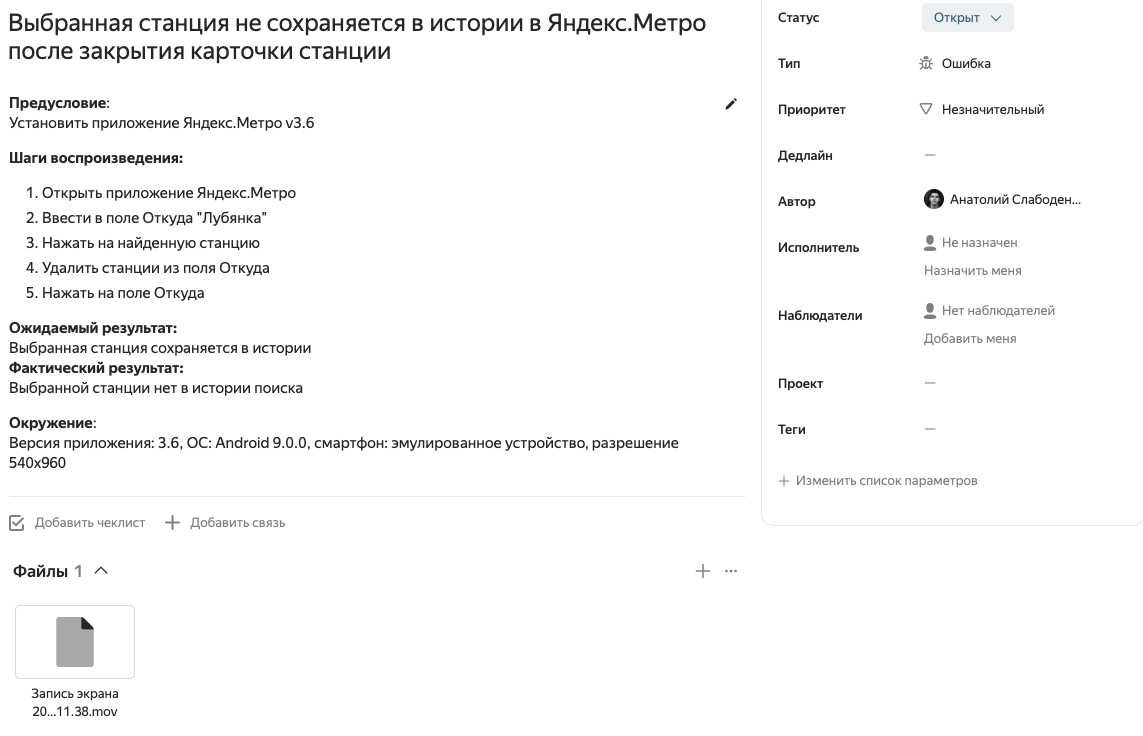 Выбранная станция не сохраняется в истории в Яндекс.Метро
после закрытия карточки станции
Предусловие:
Установить приложение Яндекс.Метро v3.6
Шаги воспроизведения:
1. Открыть приложение Яндекс.Метро
2. Ввести в поле Откуда "Лубянка"
3. Нажать на найденную станцию
4. Удалить станции из поля Откуда
5. Нажать на поле Откуда
Ожидаемый результат:
Выбранная станция сохраняется в истории
Фактический результат:
Выбранной станции нет в истории поиска
Окружение:
Версия приложения: 3.6, ОС: Android 9.0.0, смартфон: эмулированное устройство, разрешение
540x960
Добавить чеклист
Добавить связь
Файлы 1
Запись экрана
20...11.38.mov
Статус
Открыт
Тип
Ошибка
Приоритет
Незначительный
Дедлайн
—
Автор
Анатолий Слабоден...
Исполнитель
Не назначен
Назначить меня
Наблюдатели
Нет наблюдателей
Добавить меня
Проект
—
Теги
—
Изменить список параметров